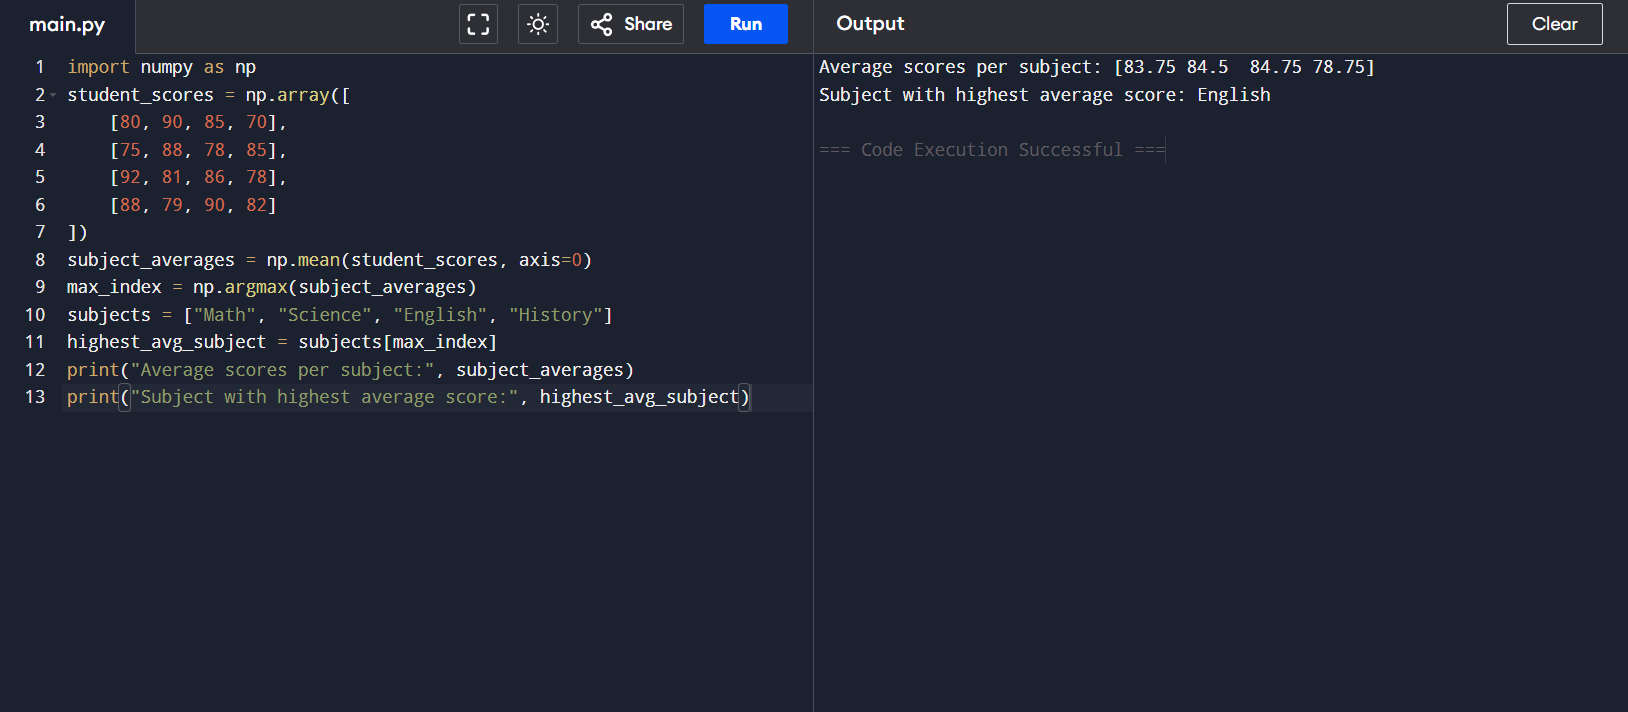 main.py
Share
Run
Output
Clear
1 import numpy as np
2 student_scores = np.array([
3     [80, 90, 85, 70],
4     [75, 88, 78, 85],
5     [92, 81, 86, 78],
6     [88, 79, 90, 82]
7 ])
8 subject_averages = np.mean(student_scores, axis=0)
9 max_index = np.argmax(subject_averages)
10 subjects = ["Math", "Science", "English", "History"]
11 highest_avg_subject = subjects[max_index]
12 print("Average scores per subject:", subject_averages)
13 print("Subject with highest average score:", highest_avg_subject)
Average scores per subject: [83.75 84.5  84.75 78.75]
Subject with highest average score: English
=== Code Execution Successful ===